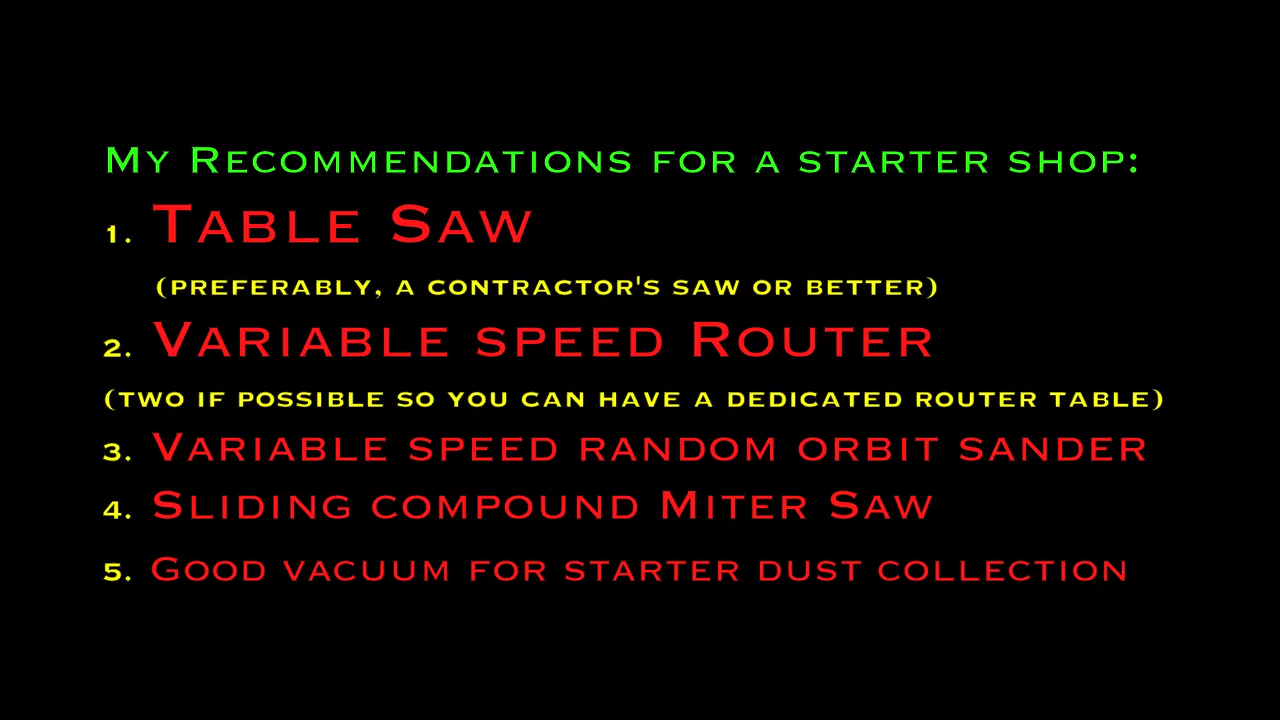 My Recommendations for a starter shop:
1. Table Saw
(preferably, a contractor's saw or better)
2. Variable speed Router
(two if possible so you can have a dedicated router table)
3. Variable speed random orbit sander
4. Sliding compound Miter Saw
5. Good vacuum for starter dust collection